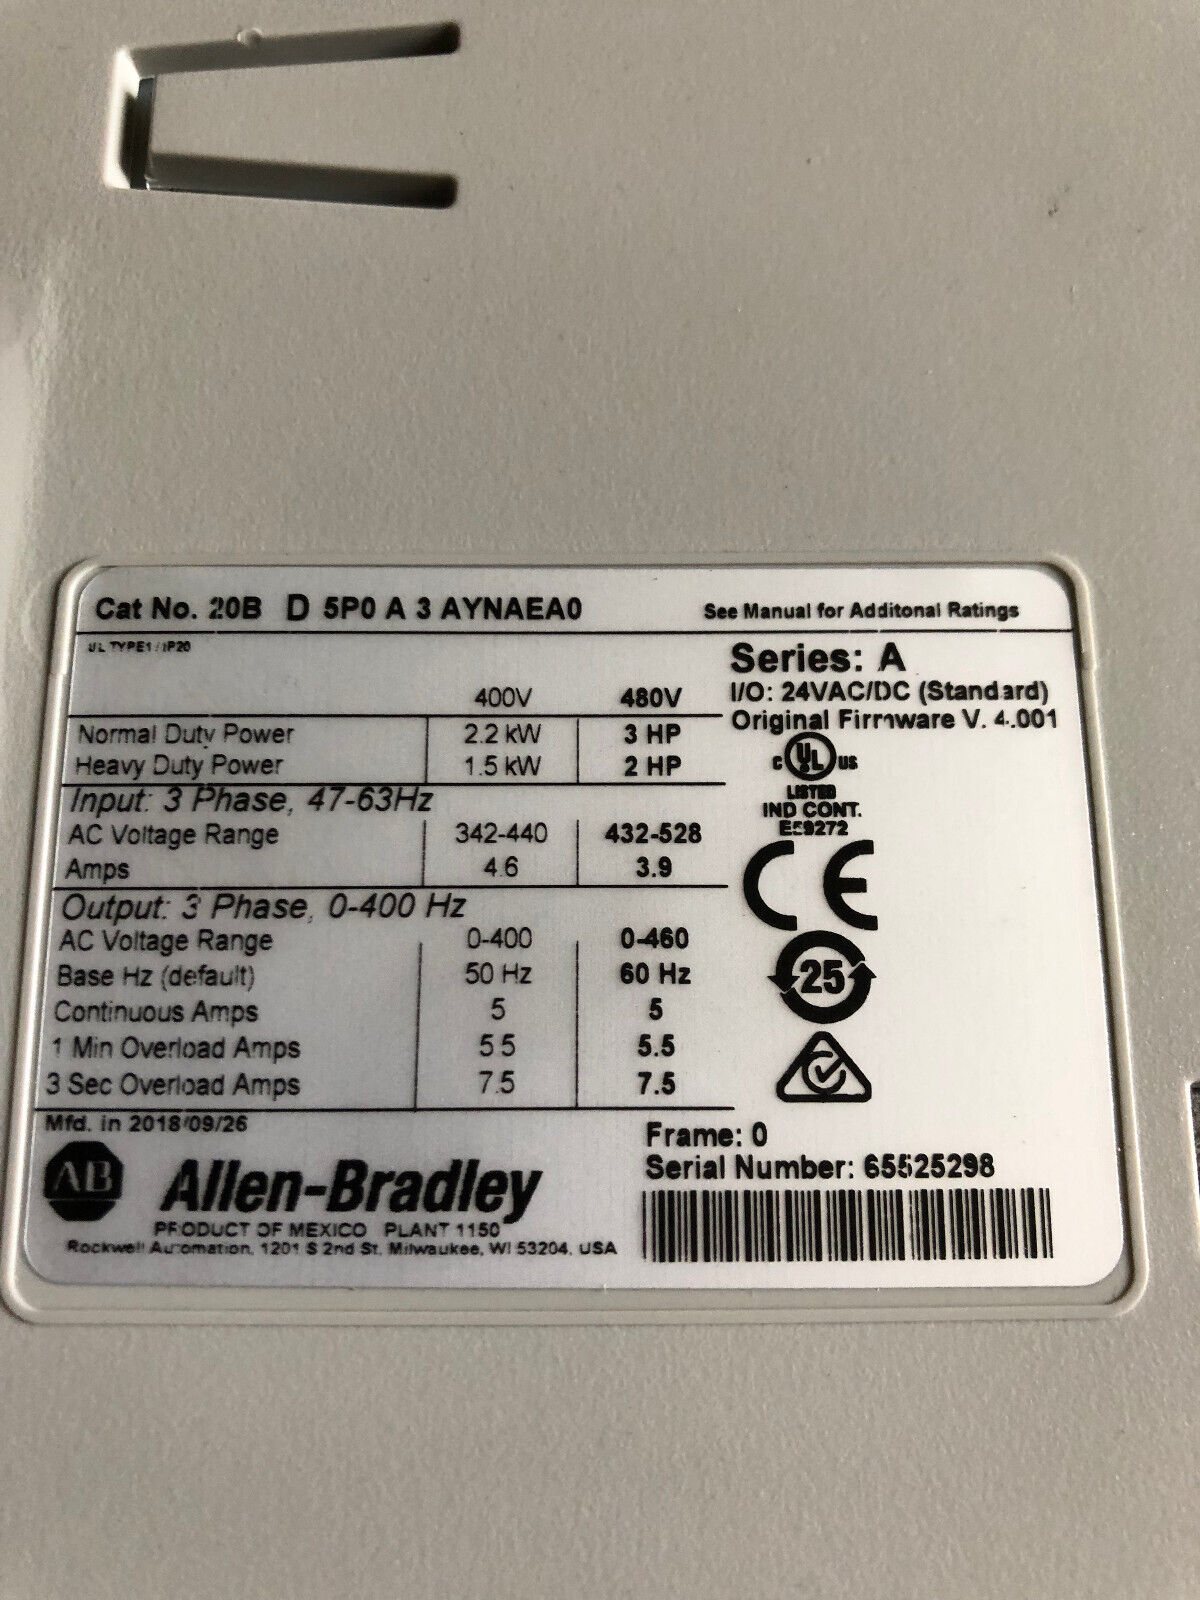 Cat No. 20B D 5P0 A 3 AYNAEA0 See Manual for Additonal Ratings
UL TYPE1/IP20
Series: A
I/O: 24VAC/DC (Standard)
400V 480V
Original Firmware V. 4.001
Normal Duty Power 2.2 kW 3 HP
Heavy Duty Power 1.5 kW 2 HP
C UL US
LISTED
IND CONT.
E59272
Input: 3 Phase, 47-63Hz
AC Voltage Range 342-440 432-528
Amps 4.6 3.9
CE
Output: 3 Phase, 0-400 Hz
AC Voltage Range 0-400 0-460
Base Hz (default) 50 Hz 60 Hz
25
Continuous Amps 5 5
1 Min Overload Amps 5.5 5.5
3 Sec Overload Amps 7.5 7.5
Mfd. in 2018/09/26
Frame: 0
Serial Number: 65525298
AB Allen-Bradley
PRODUCT OF MEXICO PLANT 1150
Rockwell Automation, 1201 S 2nd St, Milwaukee, WI 53204, USA